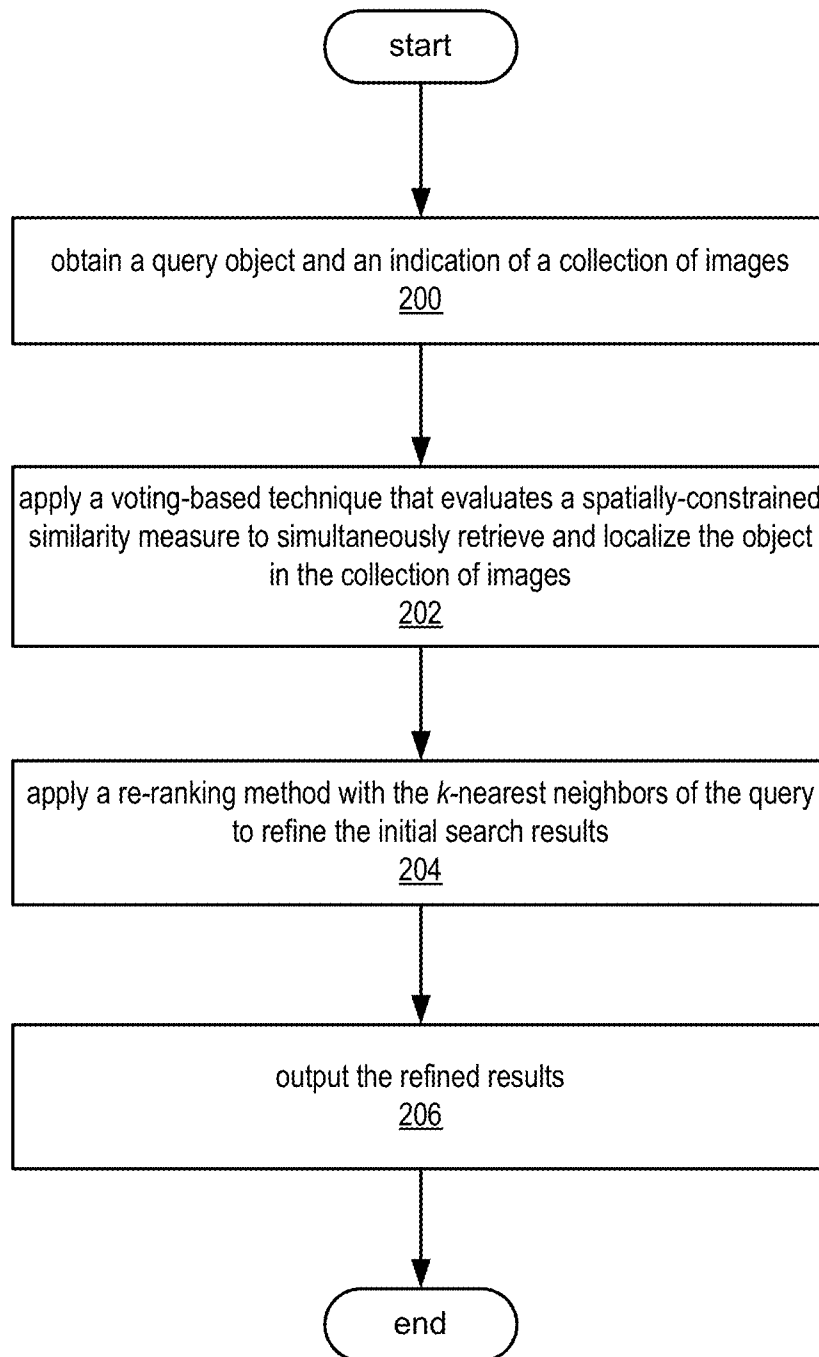 start
obtain a query object and an indication of a collection of images
200
apply a voting-based technique that evaluates a spatially-constrained
similarity measure to simultaneously retrieve and localize the object
in the collection of images
202
apply a re-ranking method with the k-nearest neighbors of the query
to refine the initial search results
204
output the refined results
206
end